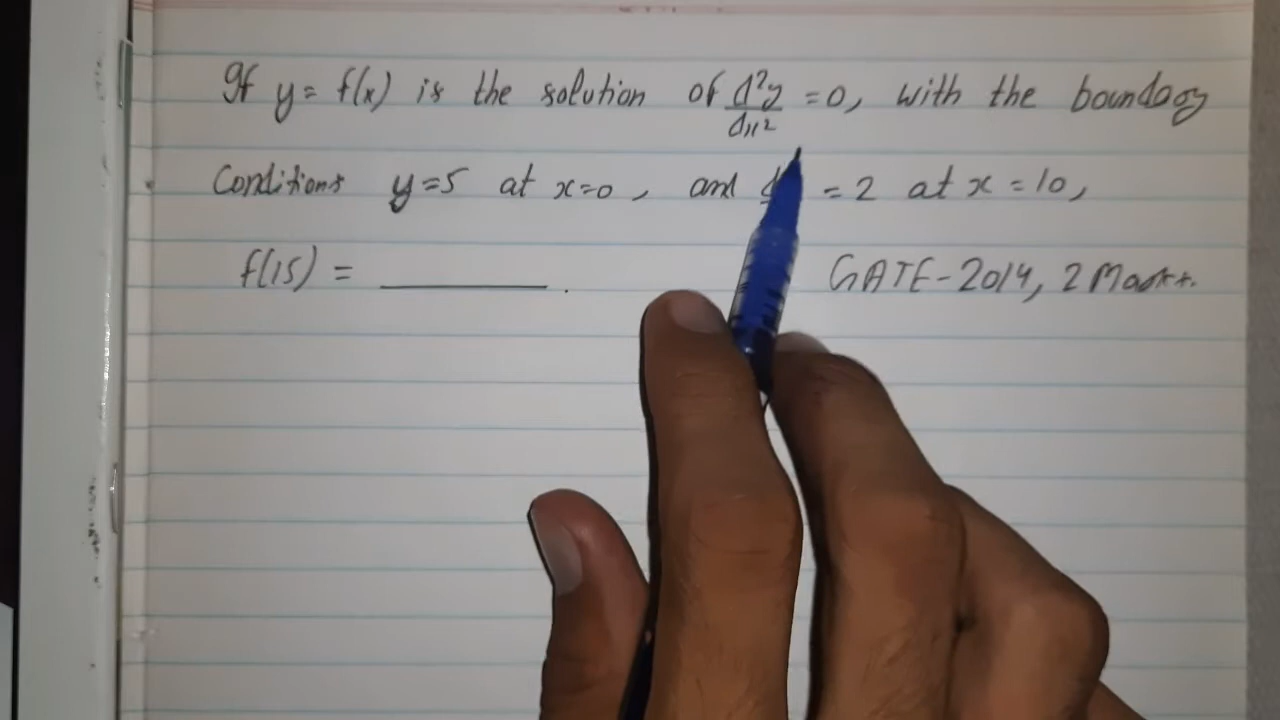 If y = f(x) is the solution of d²y/dx² = 0, with the boundary
Conditions y = 5 at x = 0, and = 2 at x = 10,
f(15) = ________. GATE - 2014, 2 Marks.